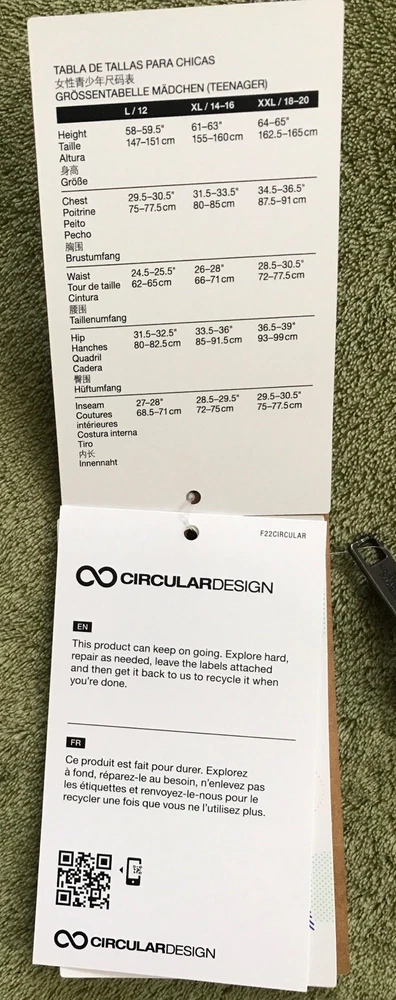 TABLA DE TALLAS PARA CHICAS
女性青少年尺码表
GRÖSSENTABELLE MÄDCHEN (TEENAGER)
L / 12 XL / 14–16 XXL / 18–20
Height 58–59.5" 61–63" 64–65"
Taille 147–151 cm 155–160 cm 162.5–165 cm
Altura
身高
Größe
Chest 29.5–30.5" 31.5–33.5" 34.5–36.5"
Poitrine 75–77.5 cm 80–85 cm 87.5–91 cm
Peito
Pecho
胸围
Brustumfang
Waist 24.5–25.5" 26–28" 28.5–30.5"
Tour de taille 62–65 cm 66–71 cm 72–77.5 cm
Cintura
腰围
Taillenumfang
Hip 31.5–32.5" 33.5–36" 36.5–39"
Hanches 80–82.5 cm 85–91.5 cm 93–99 cm
Quadril
Cadera
臀围
Hüftumfang
Inseam 27–28" 28.5–29.5" 29.5–30.5"
Coutures 68.5–71 cm 72–75 cm 75–77.5 cm
intérieures
Costura interna
Tiro
内长
Innennaht
F22CIRCULAR
CIRCULARDESIGN
EN
This product can keep on going. Explore hard,
repair as needed, leave the labels attached
and then get it back to us to recycle it when
you're done.
FR
Ce produit est fait pour durer. Explorez
à fond, réparez-le au besoin, n'enlevez pas
les étiquettes et renvoyez-le-nous pour le
recycler une fois que vous ne l'utilisez plus.
CIRCULARDESIGN